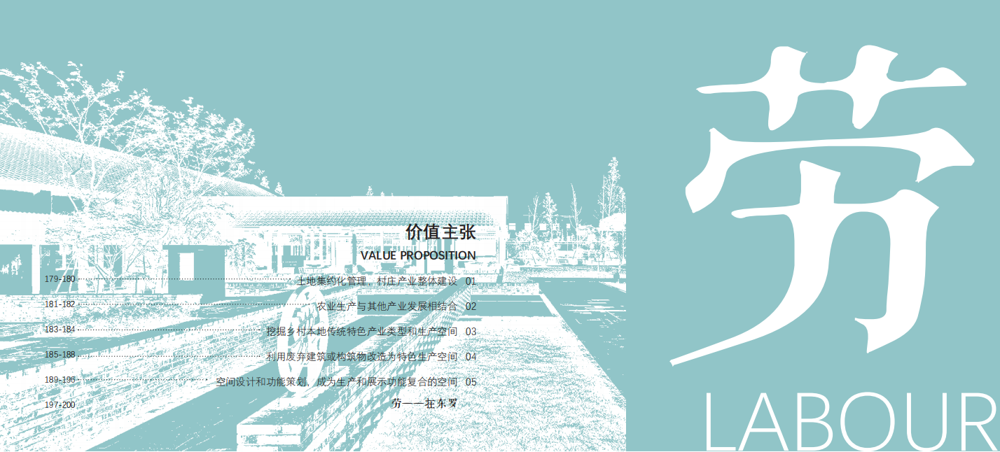 价值主张
VALUE PROPOSITION
179-180 土地集约化管理，村庄产业整体建设 01
181-182 农业生产与其他产业发展相结合 02
183-184 挖掘乡村本地传统特色产业类型和生产空间 03
185-188 利用废弃建筑或构筑物改造为特色生产空间 04
189-196 空间设计和功能策划，成为生产和展示功能复合的空间 05
197-200 劳——在东罗
劳
LABOUR